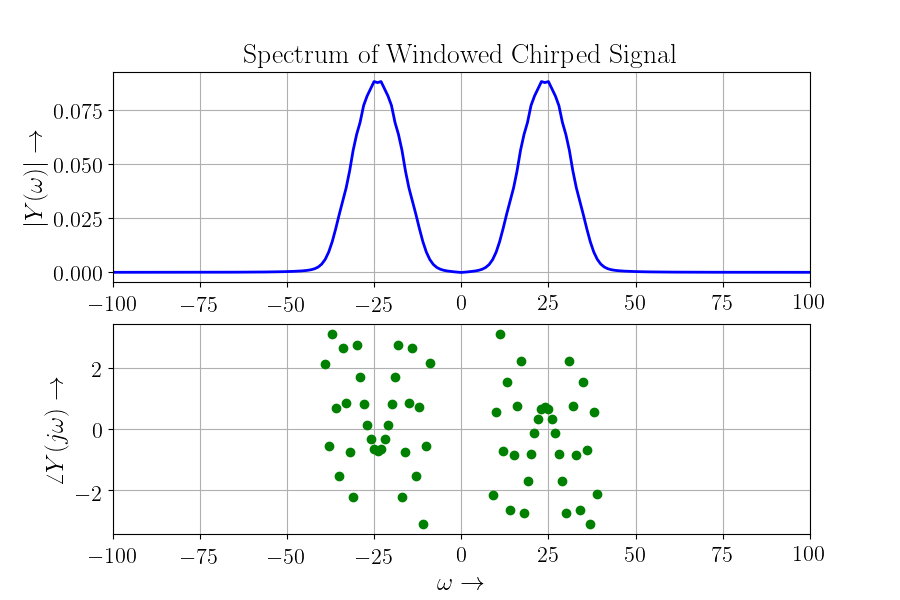 Spectrum of Windowed Chirped Signal
|Y(ω)| →
0.075
0.050
0.025
0.000
−100 −75 −50 −25 0 25 50 75 100
∠Y(jω) →
2
0
−2
−100 −75 −50 −25 0 25 50 75 100
ω →